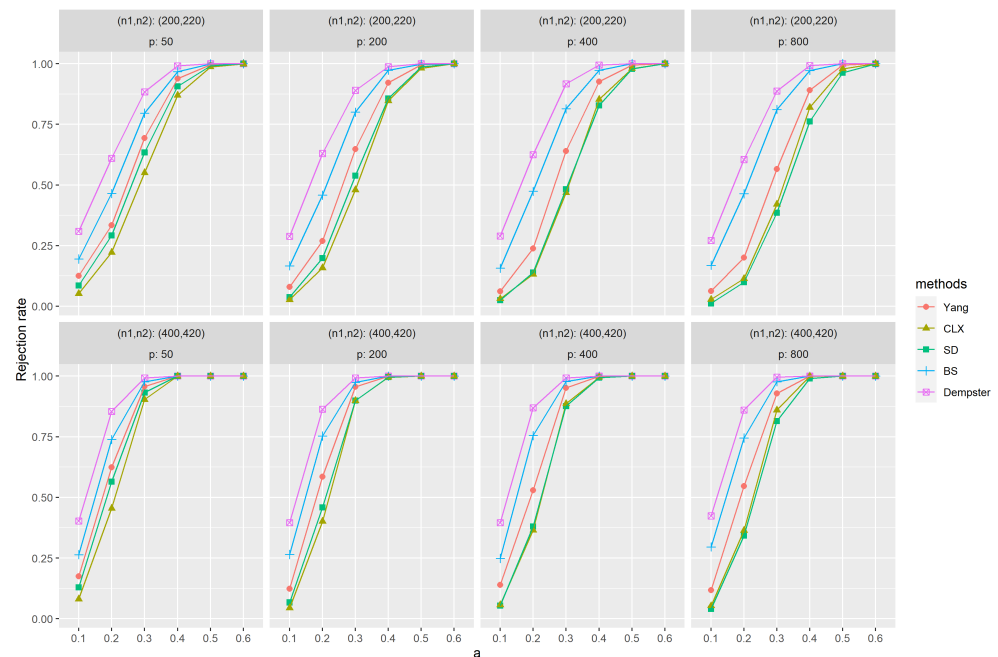 (n1,n2): (200,220)
p: 50
(n1,n2): (200,220)
p: 200
(n1,n2): (200,220)
p: 400
(n1,n2): (200,220)
p: 800
1.00
0.75
0.50
0.25
0.00
(n1,n2): (400,420)
p: 50
(n1,n2): (400,420)
p: 200
(n1,n2): (400,420)
p: 400
(n1,n2): (400,420)
p: 800
1.00
0.75
0.50
0.25
0.00
0.1 0.2 0.3 0.4 0.5 0.6
0.1 0.2 0.3 0.4 0.5 0.6
0.1 0.2 0.3 0.4 0.5 0.6
0.1 0.2 0.3 0.4 0.5 0.6
a
Rejection rate
methods
Yang
CLX
SD
BS
Dempster